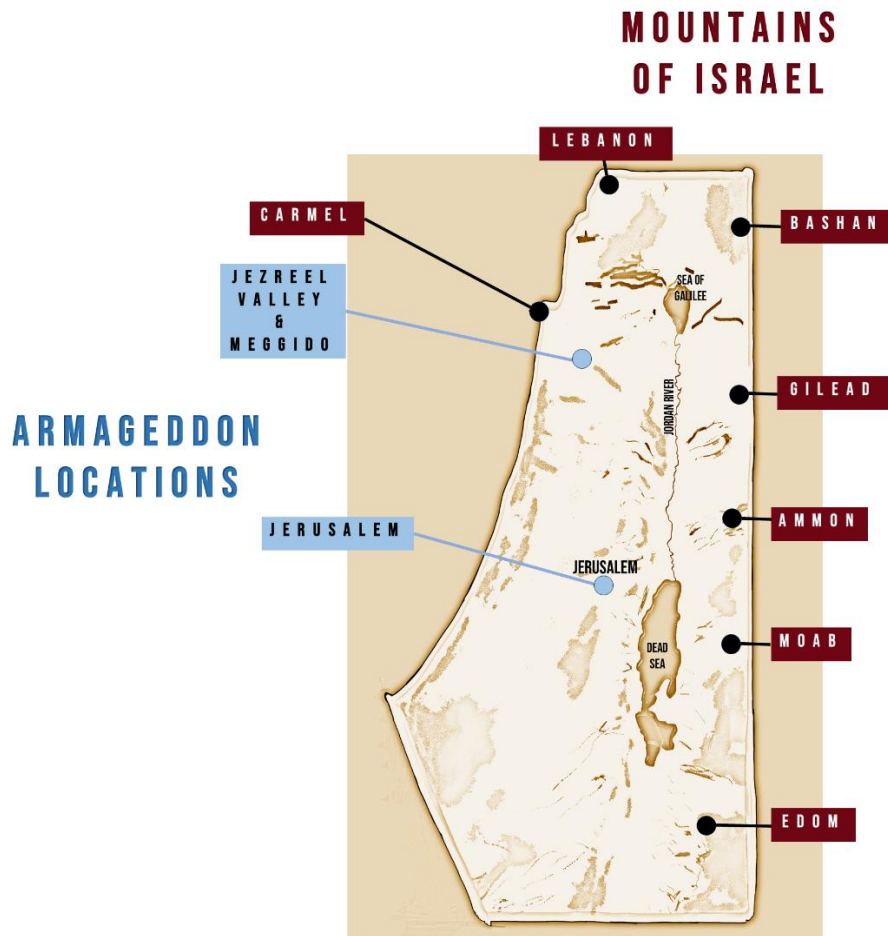 MOUNTAINS
OF ISRAEL
LEBANON
CARMEL
BASHAN
JEZREEL
VALLEY
&
MEGGIDO
SEA OF
GALILEE
JORDAN RIVER
GILEAD
ARMAGEDDON
LOCATIONS
AMMON
JERUSALEM
JERUSALEM
MOAB
DEAD
SEA
EDOM